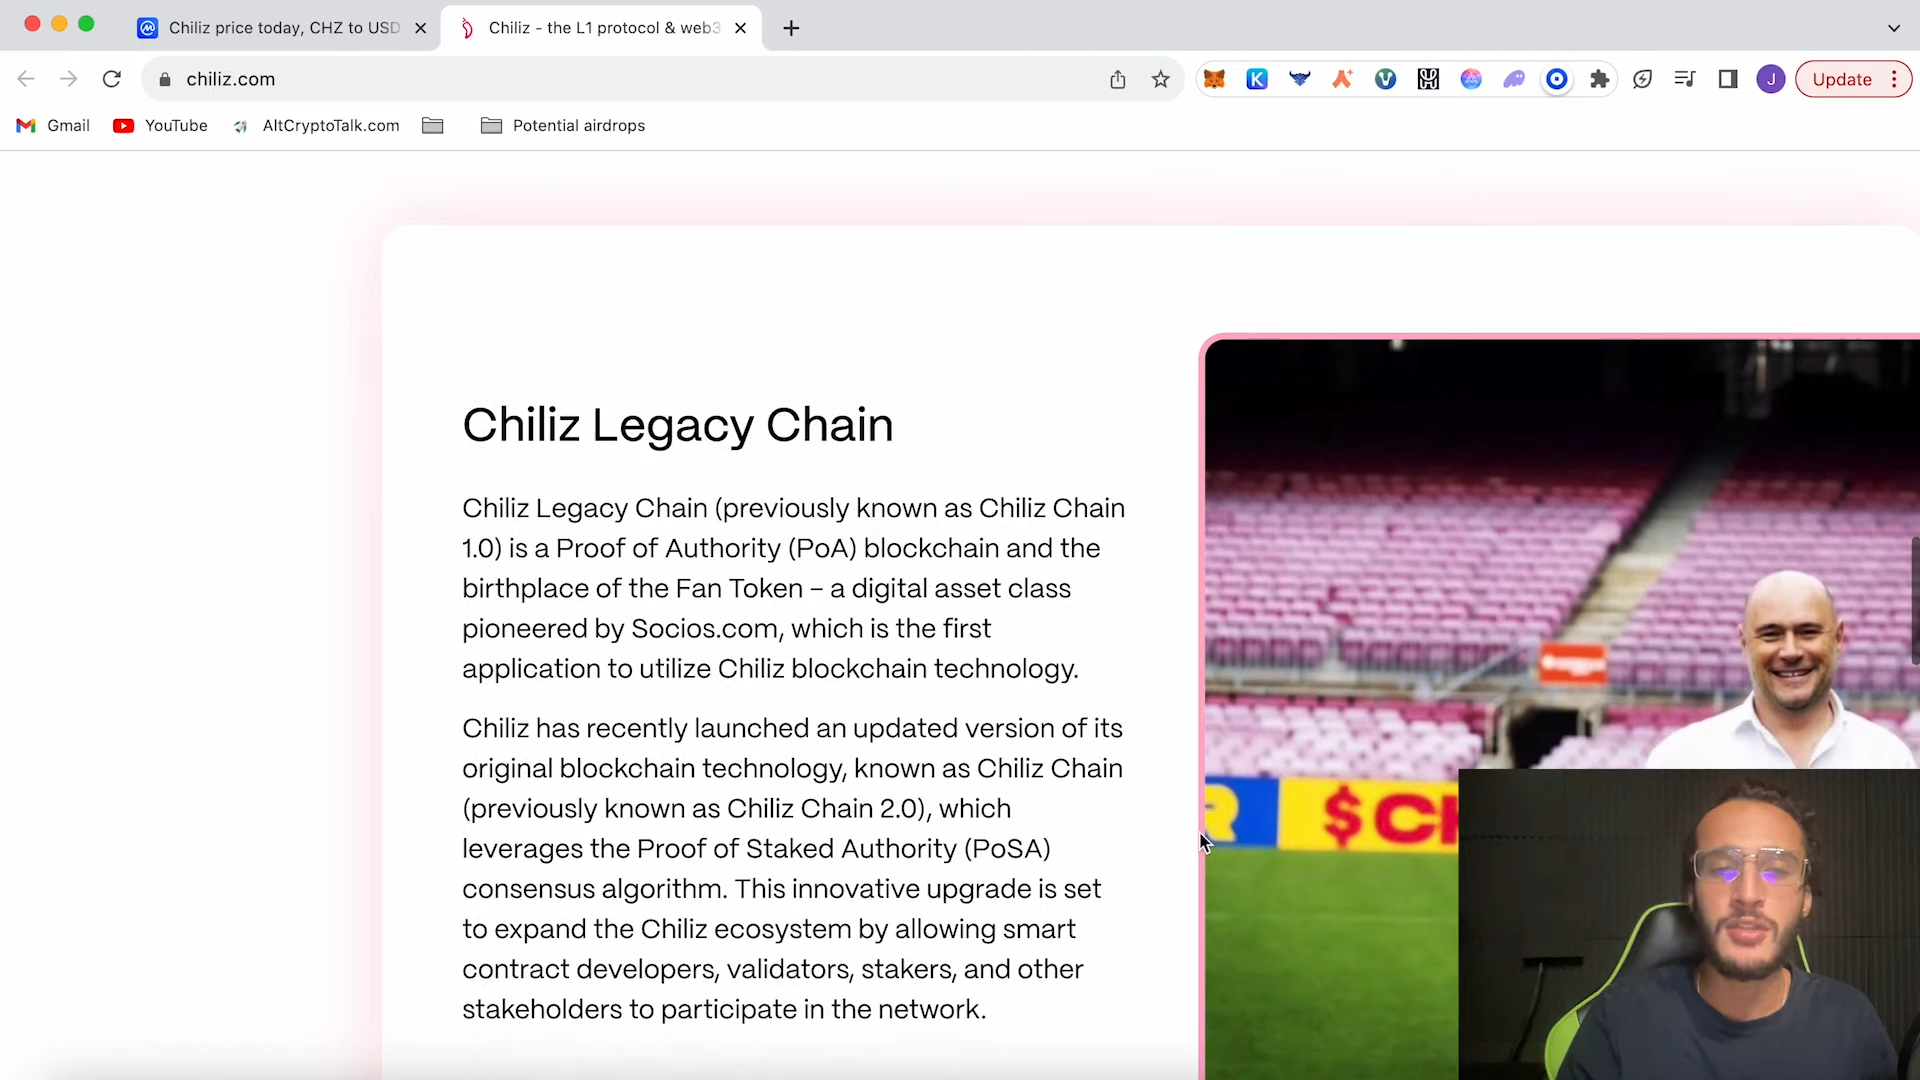 Chiliz price today, CHZ to USD
Chiliz - the L1 protocol & web3
chiliz.com
J
Update
Gmail
YouTube
AltCryptoTalk.com
Potential airdrops
Chiliz Legacy Chain
Chiliz Legacy Chain (previously known as Chiliz Chain
1.0) is a Proof of Authority (PoA) blockchain and the
birthplace of the Fan Token – a digital asset class
pioneered by Socios.com, which is the first
application to utilize Chiliz blockchain technology.
Chiliz has recently launched an updated version of its
original blockchain technology, known as Chiliz Chain
(previously known as Chiliz Chain 2.0), which
leverages the Proof of Staked Authority (PoSA)
consensus algorithm. This innovative upgrade is set
to expand the Chiliz ecosystem by allowing smart
contract developers, validators, stakers, and other
stakeholders to participate in the network.
R
$CH